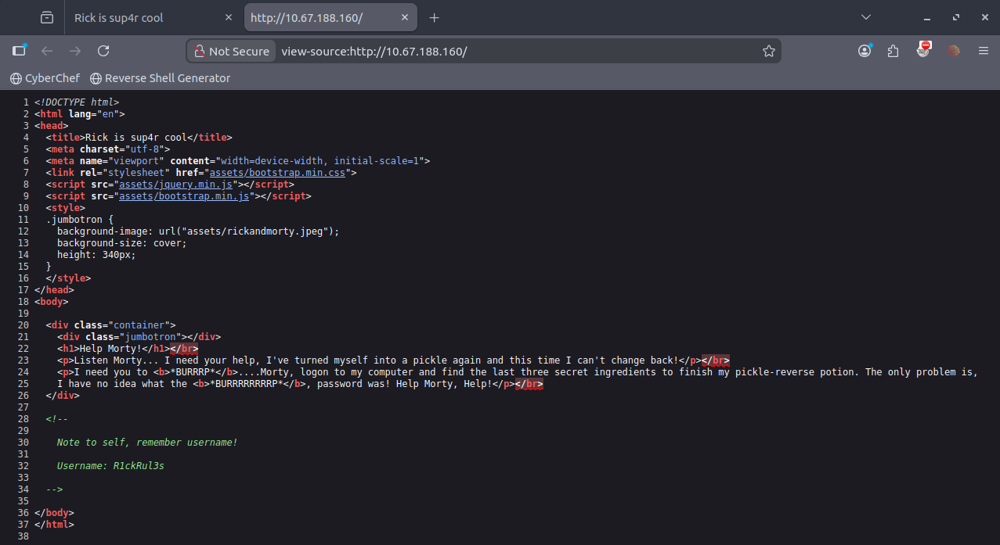 Rick is sup4r cool
http://10.67.188.160/
Not Secure view-source:http://10.67.188.160/
CyberChef Reverse Shell Generator
1 <!DOCTYPE html>
2 <html lang="en">
3 <head>
4 <title>Rick is sup4r cool</title>
5 <meta charset="utf-8">
6 <meta name="viewport" content="width=device-width, initial-scale=1">
7 <link rel="stylesheet" href="assets/bootstrap.min.css">
8 <script src="assets/jquery.min.js"></script>
9 <script src="assets/bootstrap.min.js"></script>
10 <style>
11 .jumbotron {
12 background-image: url("assets/rickandmorty.jpeg");
13 background-size: cover;
14 height: 340px;
15 }
16 </style>
17 </head>
18 <body>
19
20 <div class="container">
21 <div class="jumbotron"></div>
22 <h1>Help Morty!</h1></br>
23 <p>Listen Morty... I need your help, I've turned myself into a pickle again and this time I can't change back!</p></br>
24 <p>I need you to <b>*BURRRP*</b>....Morty, logon to my computer and find the last three secret ingredients to finish my pickle-reverse potion. The only problem is,
25 I have no idea what the <b>*BURRRRRRRRP*</b>, password was! Help Morty, Help!</p></br>
26 </div>
27
28 <!--
29
30 Note to self, remember username!
31
32 Username: R1ckRul3s
33
34 -->
35
36 </body>
37 </html>
38